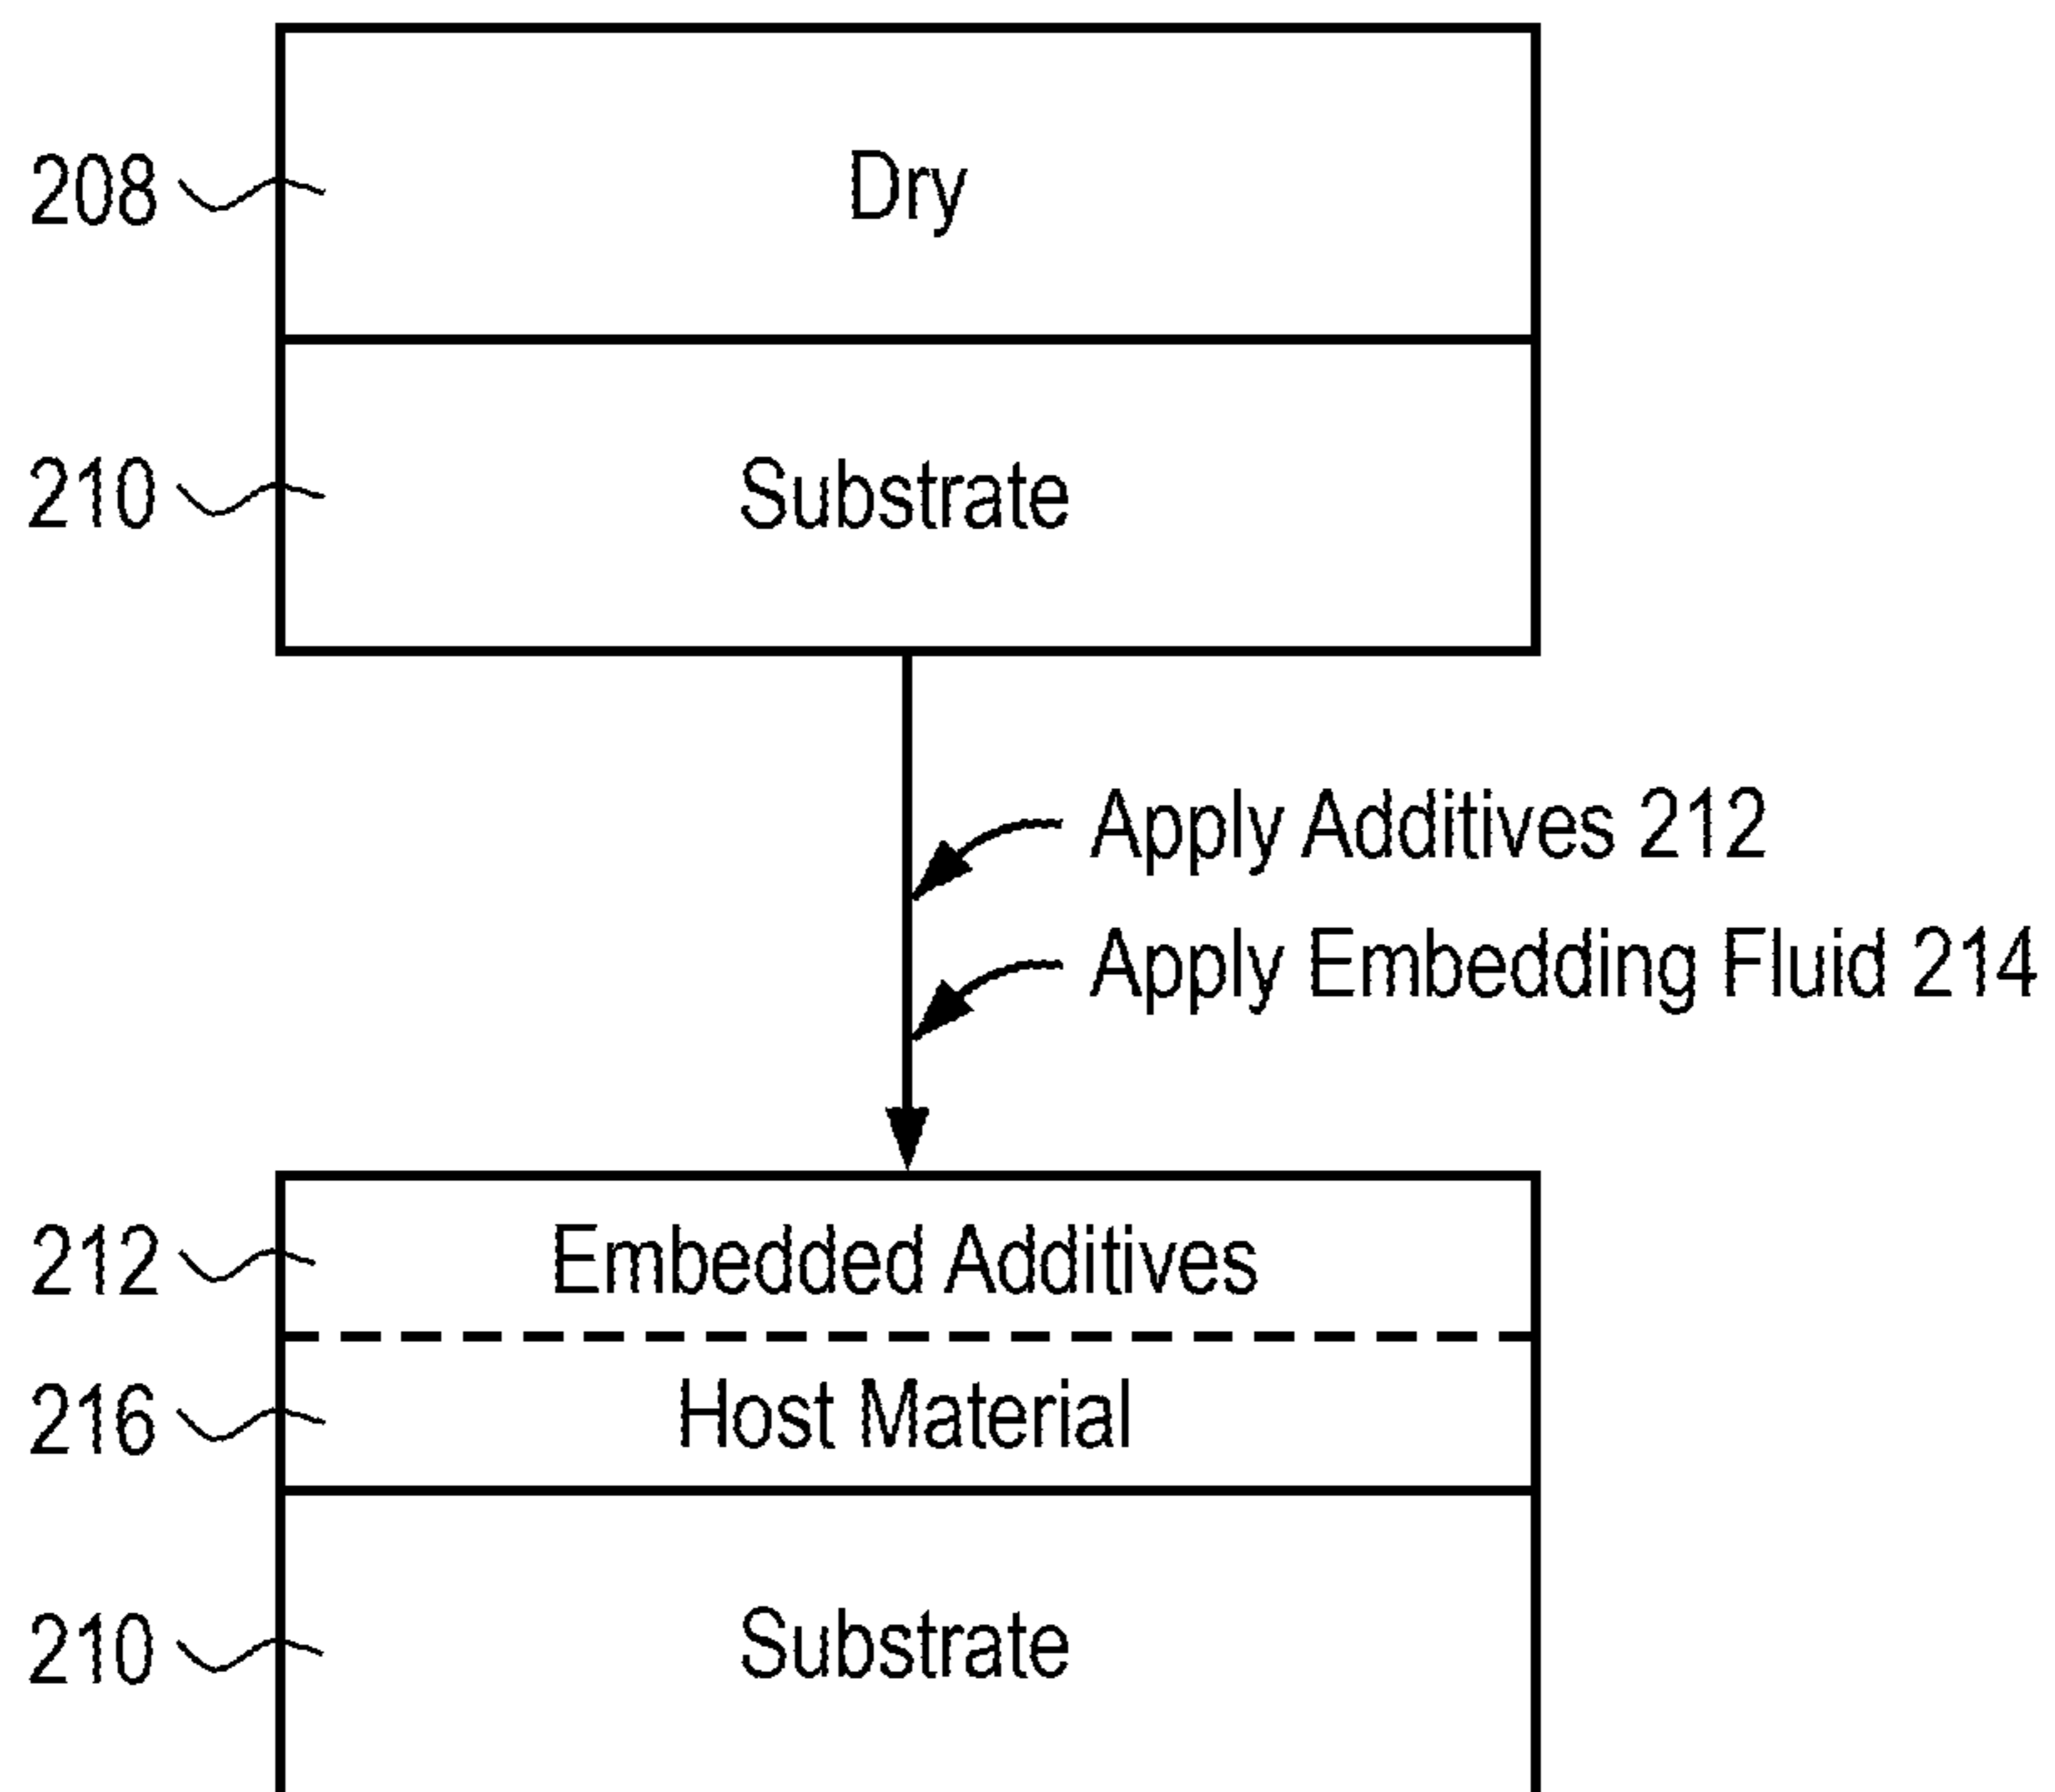 208 Dry
210 Substrate
Apply Additives 212
Apply Embedding Fluid 214
212 Embedded Additives
216 Host Material
210 Substrate